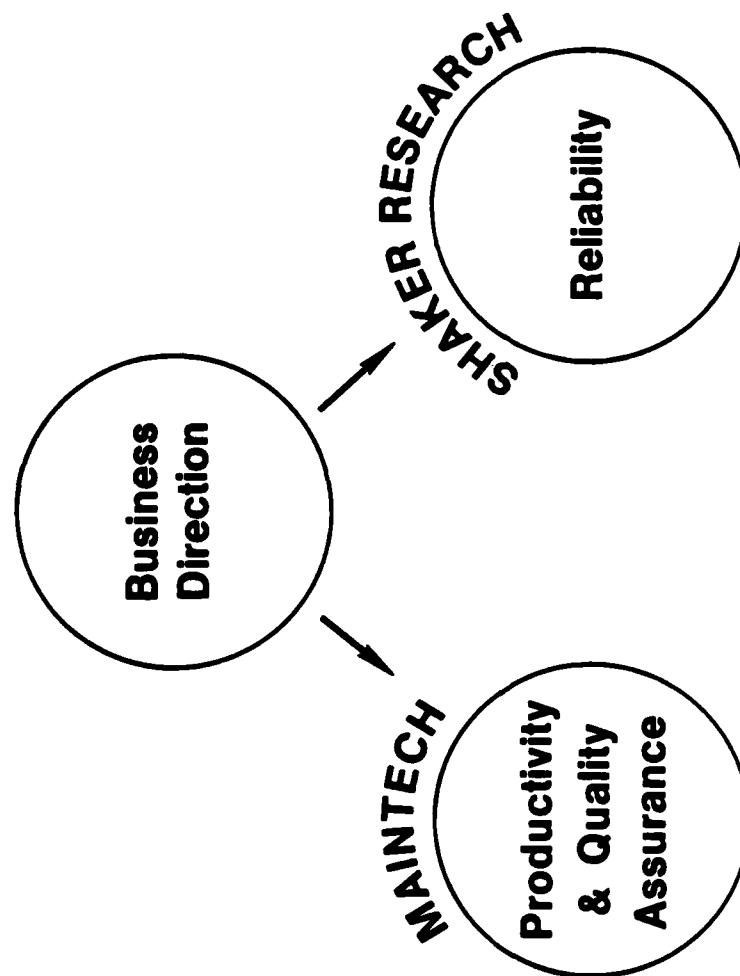 Business
Direction
MAINTECH
Productivity
& Quality
Assurance
SHAKER RESEARCH
Reliability